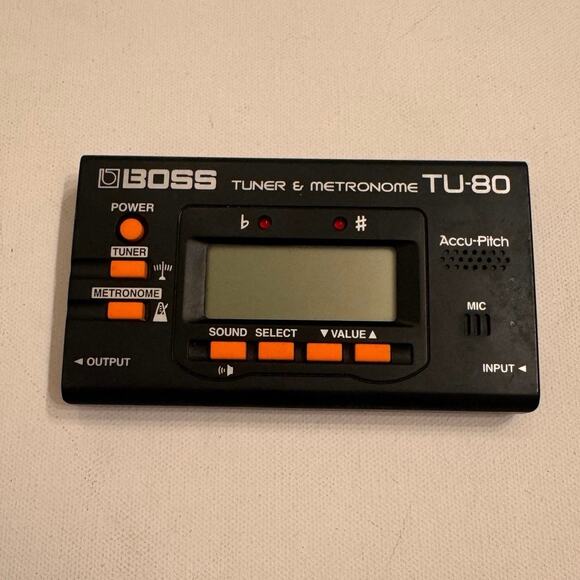 BOSS TUNER & METRONOME TU-80
POWER
♭ ♯
TUNER
Accu-Pitch
METRONOME
MIC
SOUND SELECT ▼ VALUE ▲
◄ OUTPUT
INPUT ◄